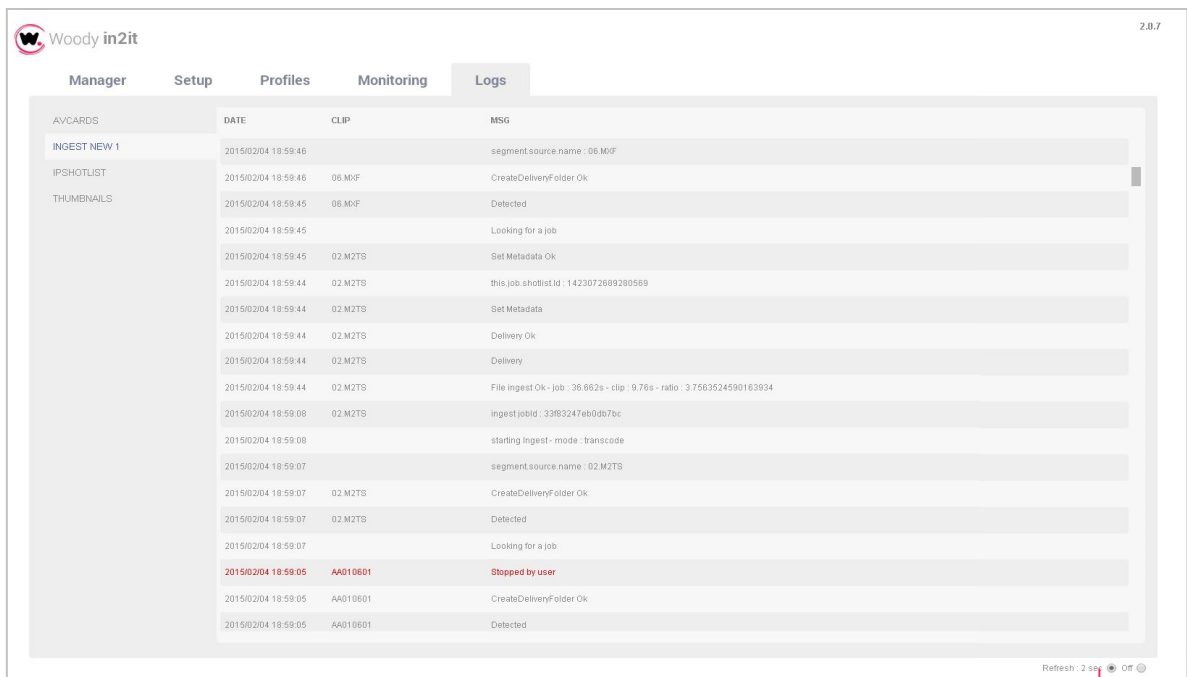 2.0.7
W. Woody in2it
Manager Setup Profiles Monitoring Logs
AVCARDS
INGEST NEW 1
IPSHOTLIST
THUMBNAILS
DATE CLIP MSG
2015/02/04 18:59:46 segment.source.name : 06.MXF
2015/02/04 18:59:46 06.MXF CreateDeliveryFolder Ok
2015/02/04 18:59:45 06.MXF Detected
2015/02/04 18:59:45 Looking for a job
2015/02/04 18:59:45 02.M2TS Set Metadata Ok
2015/02/04 18:59:44 02.M2TS this.job.shotlist.Id : 1423072689280569
2015/02/04 18:59:44 02.M2TS Set Metadata
2015/02/04 18:59:44 02.M2TS Delivery Ok
2015/02/04 18:59:44 02.M2TS Delivery
2015/02/04 18:59:44 02.M2TS File ingest Ok - job : 36.662s - clip : 9.76s - ratio : 3.7563524590163934
2015/02/04 18:59:08 02.M2TS ingest jobId : 33f83247eb0db7bc
2015/02/04 18:59:08 starting Ingest - mode : transcode
2015/02/04 18:59:07 segment.source.name : 02.M2TS
2015/02/04 18:59:07 02.M2TS CreateDeliveryFolder Ok
2015/02/04 18:59:07 02.M2TS Detected
2015/02/04 18:59:07 Looking for a job
2015/02/04 18:59:05 AA010601 Stopped by user
2015/02/04 18:59:05 AA010601 CreateDeliveryFolder Ok
2015/02/04 18:59:05 AA010601 Detected
Refresh : 2 sec Off